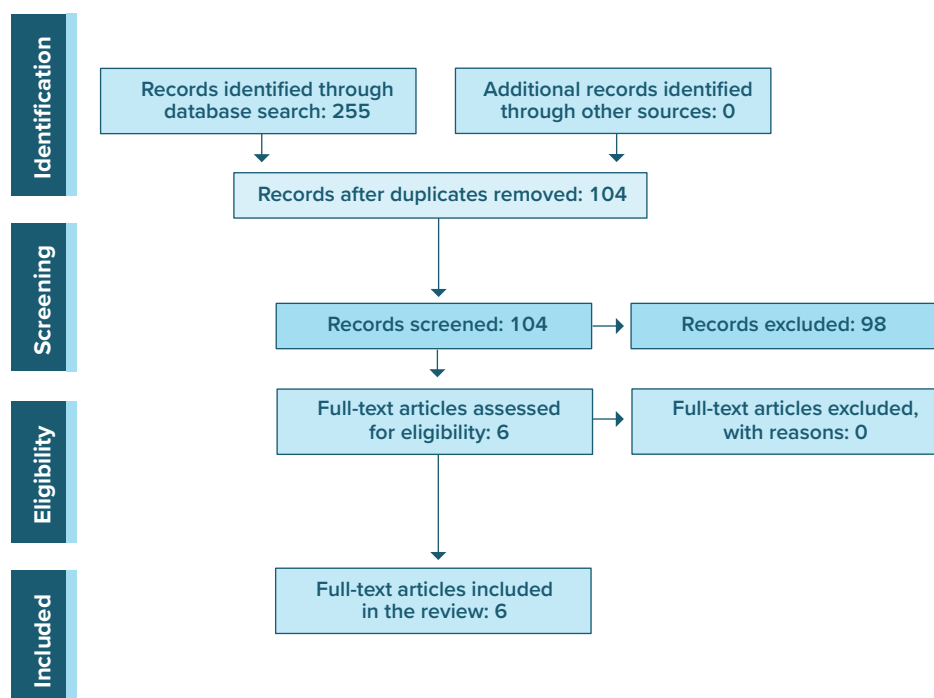 Identification
Records identified through
database search: 255
Additional records identified
through other sources: 0
Records after duplicates removed: 104
Screening
Records screened: 104
Records excluded: 98
Eligibility
Full-text articles assessed
for eligibility: 6
Full-text articles excluded,
with reasons: 0
Included
Full-text articles included
in the review: 6